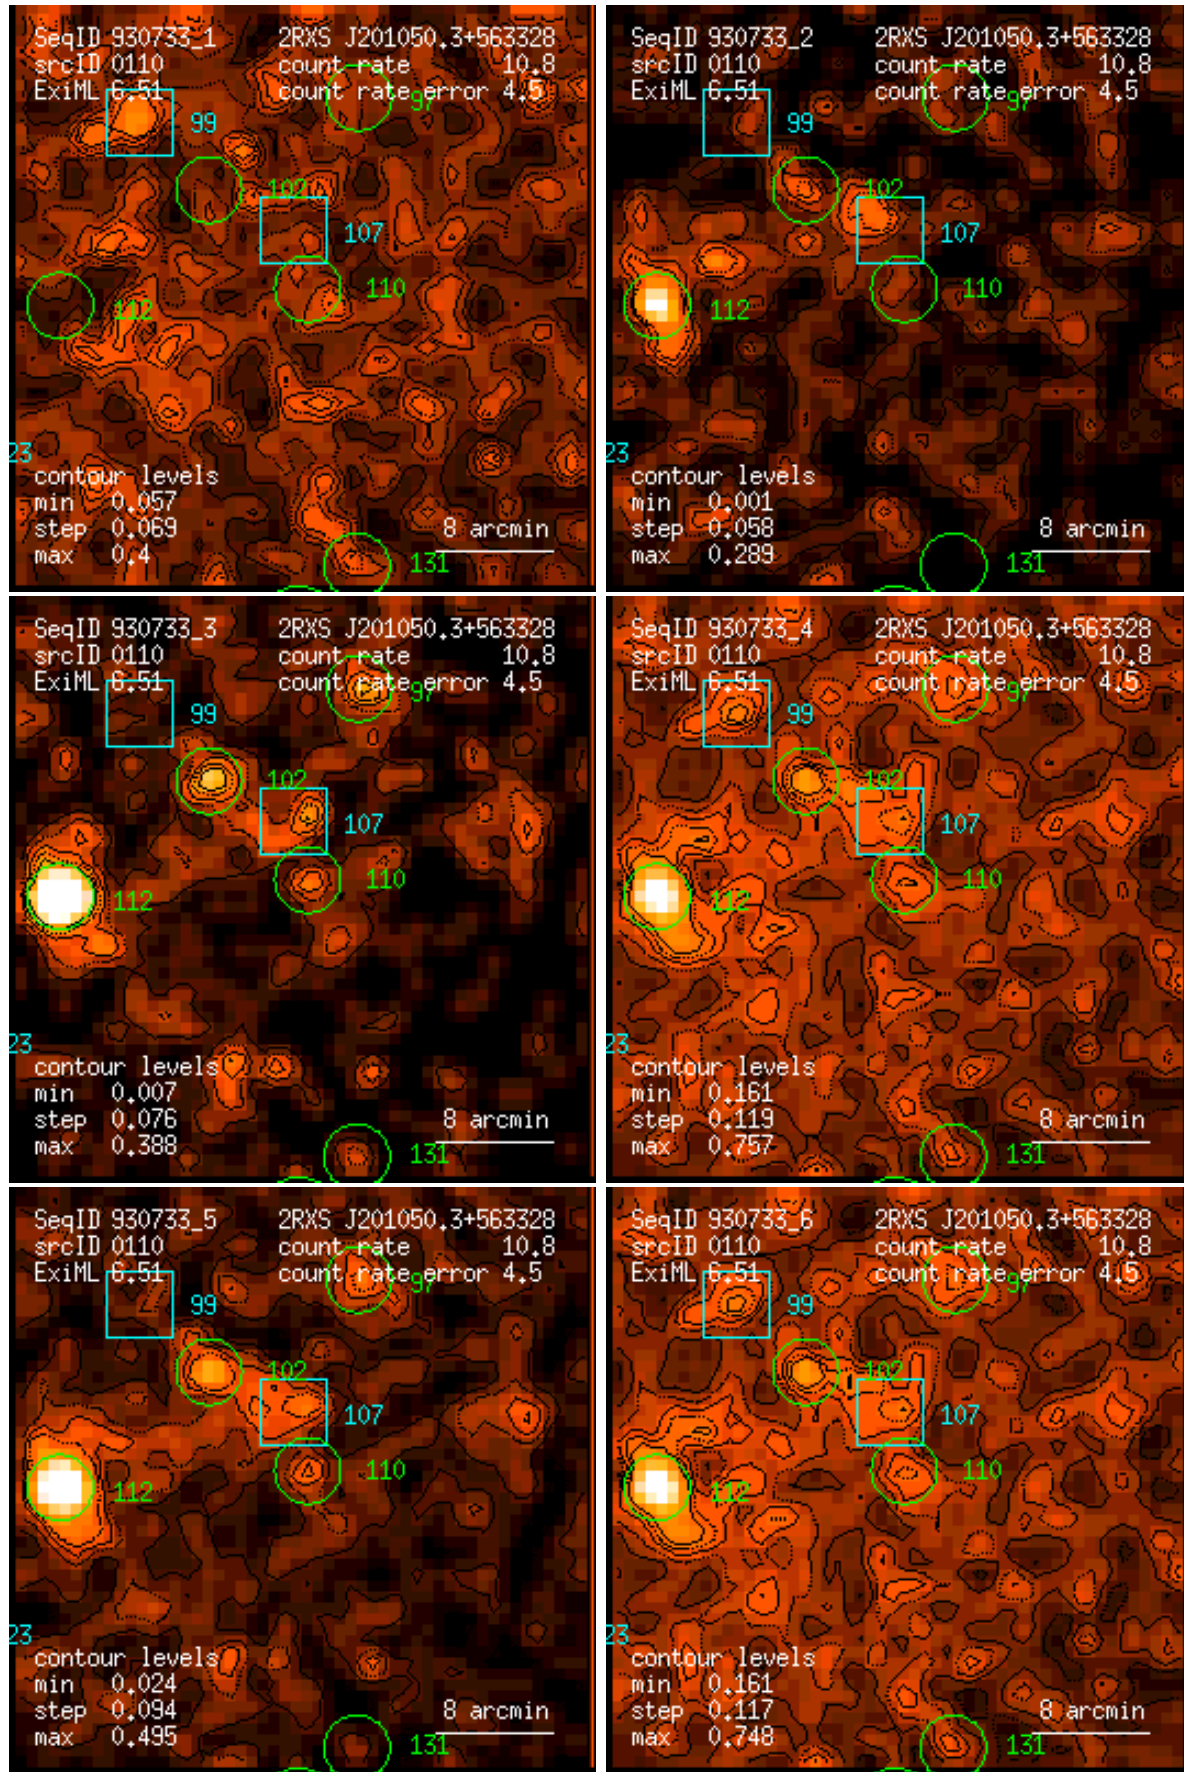 SeqID 930733_1 2RXS J201050.3+563328
srcID 0110 count rate 10.8
ExiML 6.51 count rate error 4.5
97
99
102
107
110
112
23
contour levels
min 0.057
step 0.069
max 0.4
8 arcmin
131
SeqID 930733_2 2RXS J201050.3+563328
srcID 0110 count rate 10.8
ExiML 6.51 count rate error 4.5
97
99
102
107
110
112
23
contour levels
min 0.001
step 0.058
max 0.289
8 arcmin
131
SeqID 930733_3 2RXS J201050.3+563328
srcID 0110 count rate 10.8
ExiML 6.51 count rate error 4.5
97
99
102
107
110
112
23
contour levels
min 0.007
step 0.076
max 0.388
8 arcmin
131
SeqID 930733_4 2RXS J201050.3+563328
srcID 0110 count rate 10.8
ExiML 6.51 count rate error 4.5
97
99
102
107
110
112
23
contour levels
min 0.161
step 0.119
max 0.757
8 arcmin
131
SeqID 930733_5 2RXS J201050.3+563328
srcID 0110 count rate 10.8
ExiML 6.51 count rate error 4.5
97
99
102
107
110
112
23
contour levels
min 0.024
step 0.094
max 0.495
8 arcmin
131
SeqID 930733_6 2RXS J201050.3+563328
srcID 0110 count rate 10.8
ExiML 6.51 count rate error 4.5
97
99
102
107
110
112
23
contour levels
min 0.161
step 0.117
max 0.748
8 arcmin
131